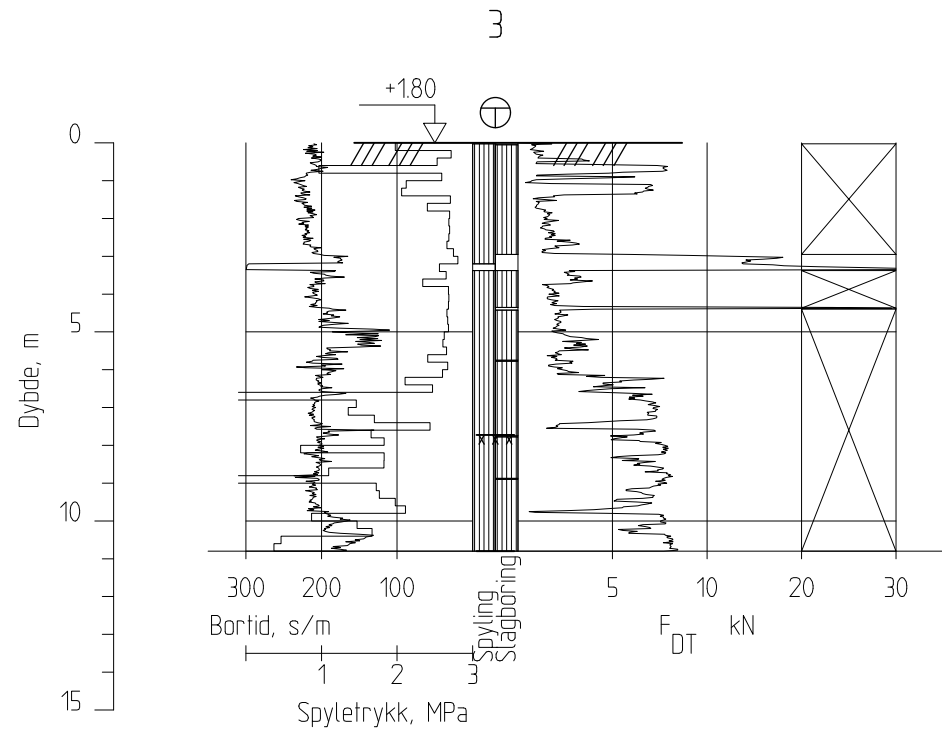 3
+1.80
0
5
10
15
Dybde, m
300 200 100
Bortid, s/m
1 2 3
Spyletrykk, MPa
Spyling
Slagboring
5 10 20 30
F DT kN